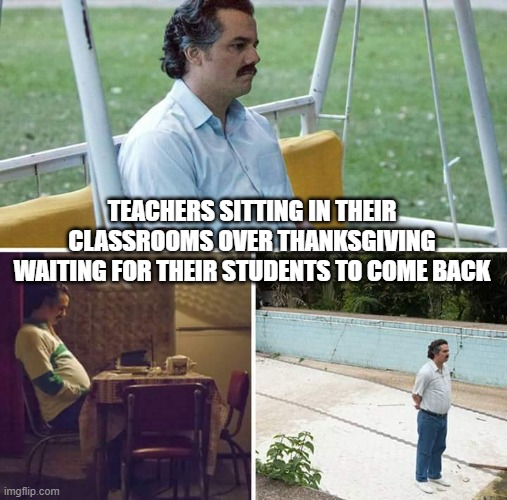 TEACHERS SITTING IN THEIR
CLASSROOMS OVER THANKSGIVING
WAITING FOR THEIR STUDENTS TO COME BACK
imgflip.com